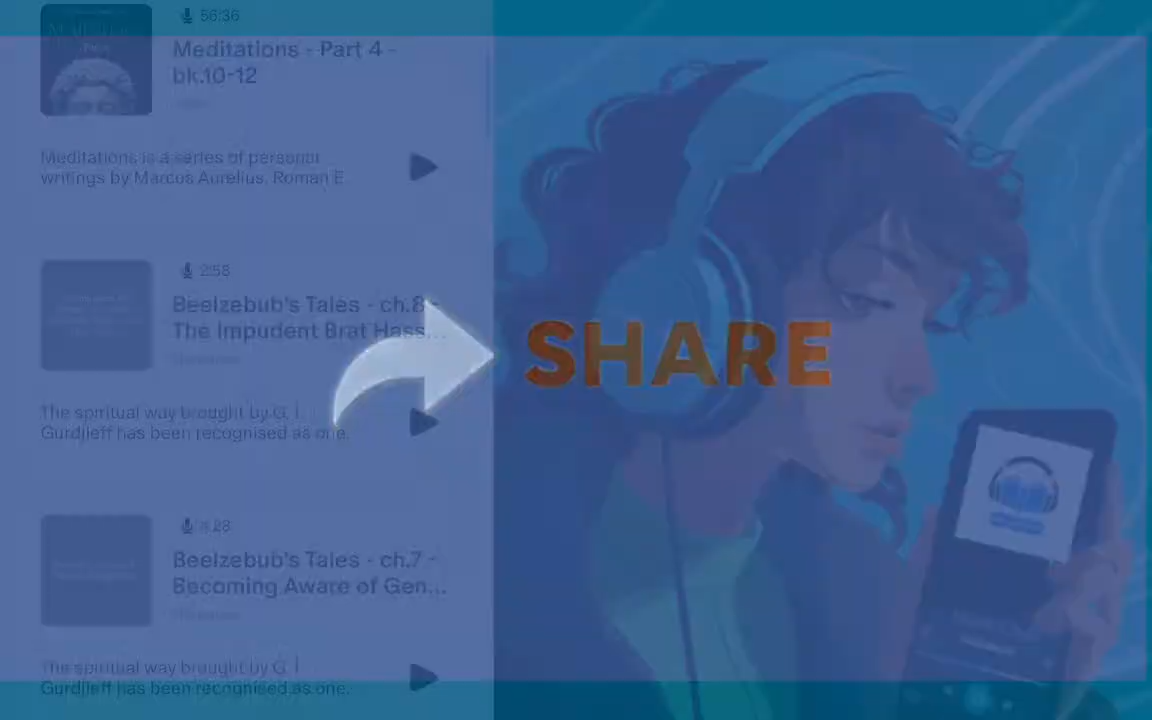 56:36
Meditations - Part 4 -
bk.10-12
Meditations is a series of personal
writings by Marcus Aurelius, Roman E.
2:58
Beelzebub's Tales - ch.8 -
The Impudent Brat Hass...
The spiritual way brought by G. I.
Gurdjieff has been recognised as one.
SHARE
4:28
Beelzebub's Tales - ch.7 -
Becoming Aware of Gen...
The spiritual way brought by G. I.
Gurdjieff has been recognised as one.